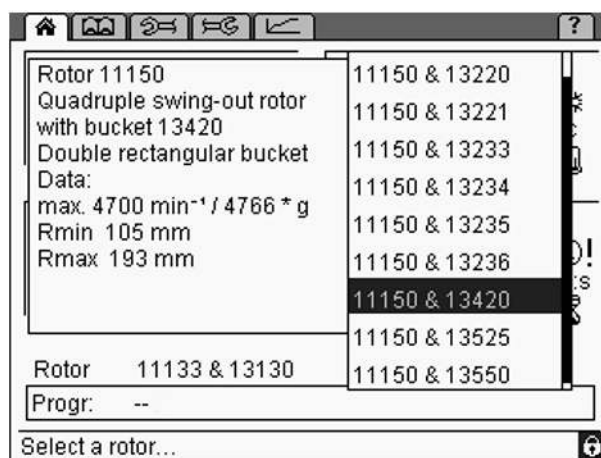 ?
Rotor 11150
Quadruple swing-out rotor
with bucket 13420
Double rectangular bucket
Data:
max. 4700 min⁻¹ / 4766 * g
Rmin 105 mm
Rmax 193 mm
11150 & 13220
11150 & 13221
11150 & 13233
11150 & 13234
11150 & 13235
11150 & 13236
11150 & 13420
11150 & 13525
11150 & 13550
Rotor 11133 & 13130
Progr: --
Select a rotor...